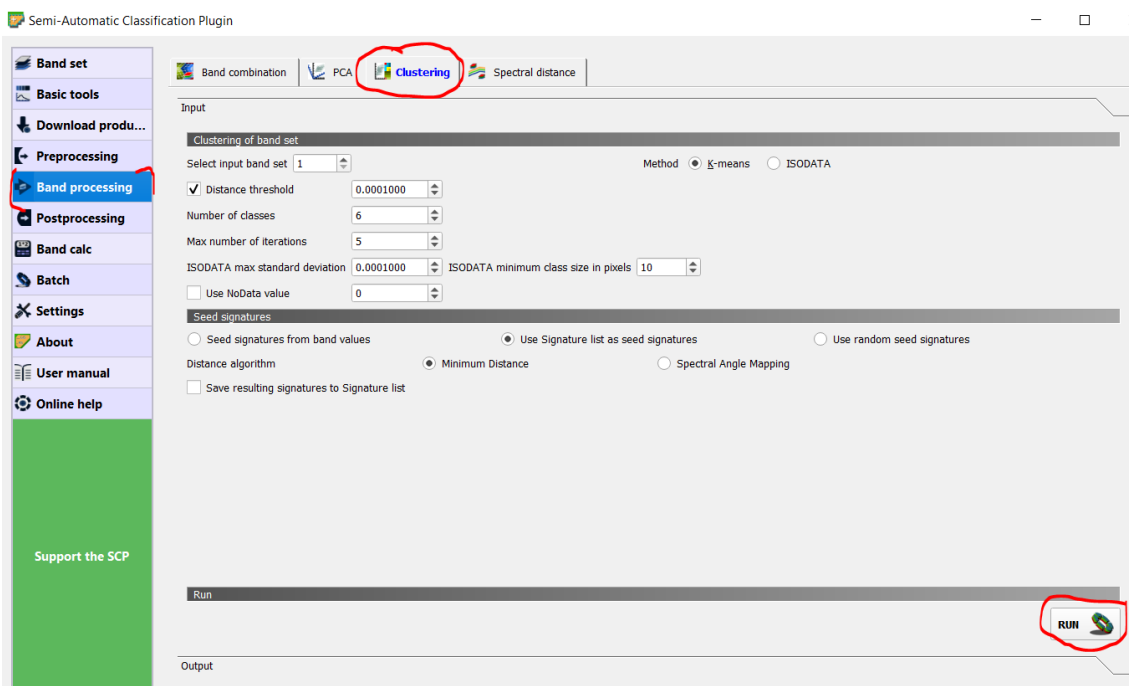 Semi-Automatic Classification Plugin
Band set
Basic tools
Download produ...
Preprocessing
Band processing
Postprocessing
Band calc
Batch
Settings
About
User manual
Online help
Support the SCP
Band combination PCA Clustering Spectral distance
Input
Clustering of band set
Select input band set 1 Method K-means ISODATA
Distance threshold 0.0001000
Number of classes 6
Max number of iterations 5
ISODATA max standard deviation 0.0001000 ISODATA minimum class size in pixels 10
Use NoData value 0
Seed signatures
Seed signatures from band values Use Signature list as seed signatures Use random seed signatures
Distance algorithm Minimum Distance Spectral Angle Mapping
Save resulting signatures to Signature list
Run
RUN
Output